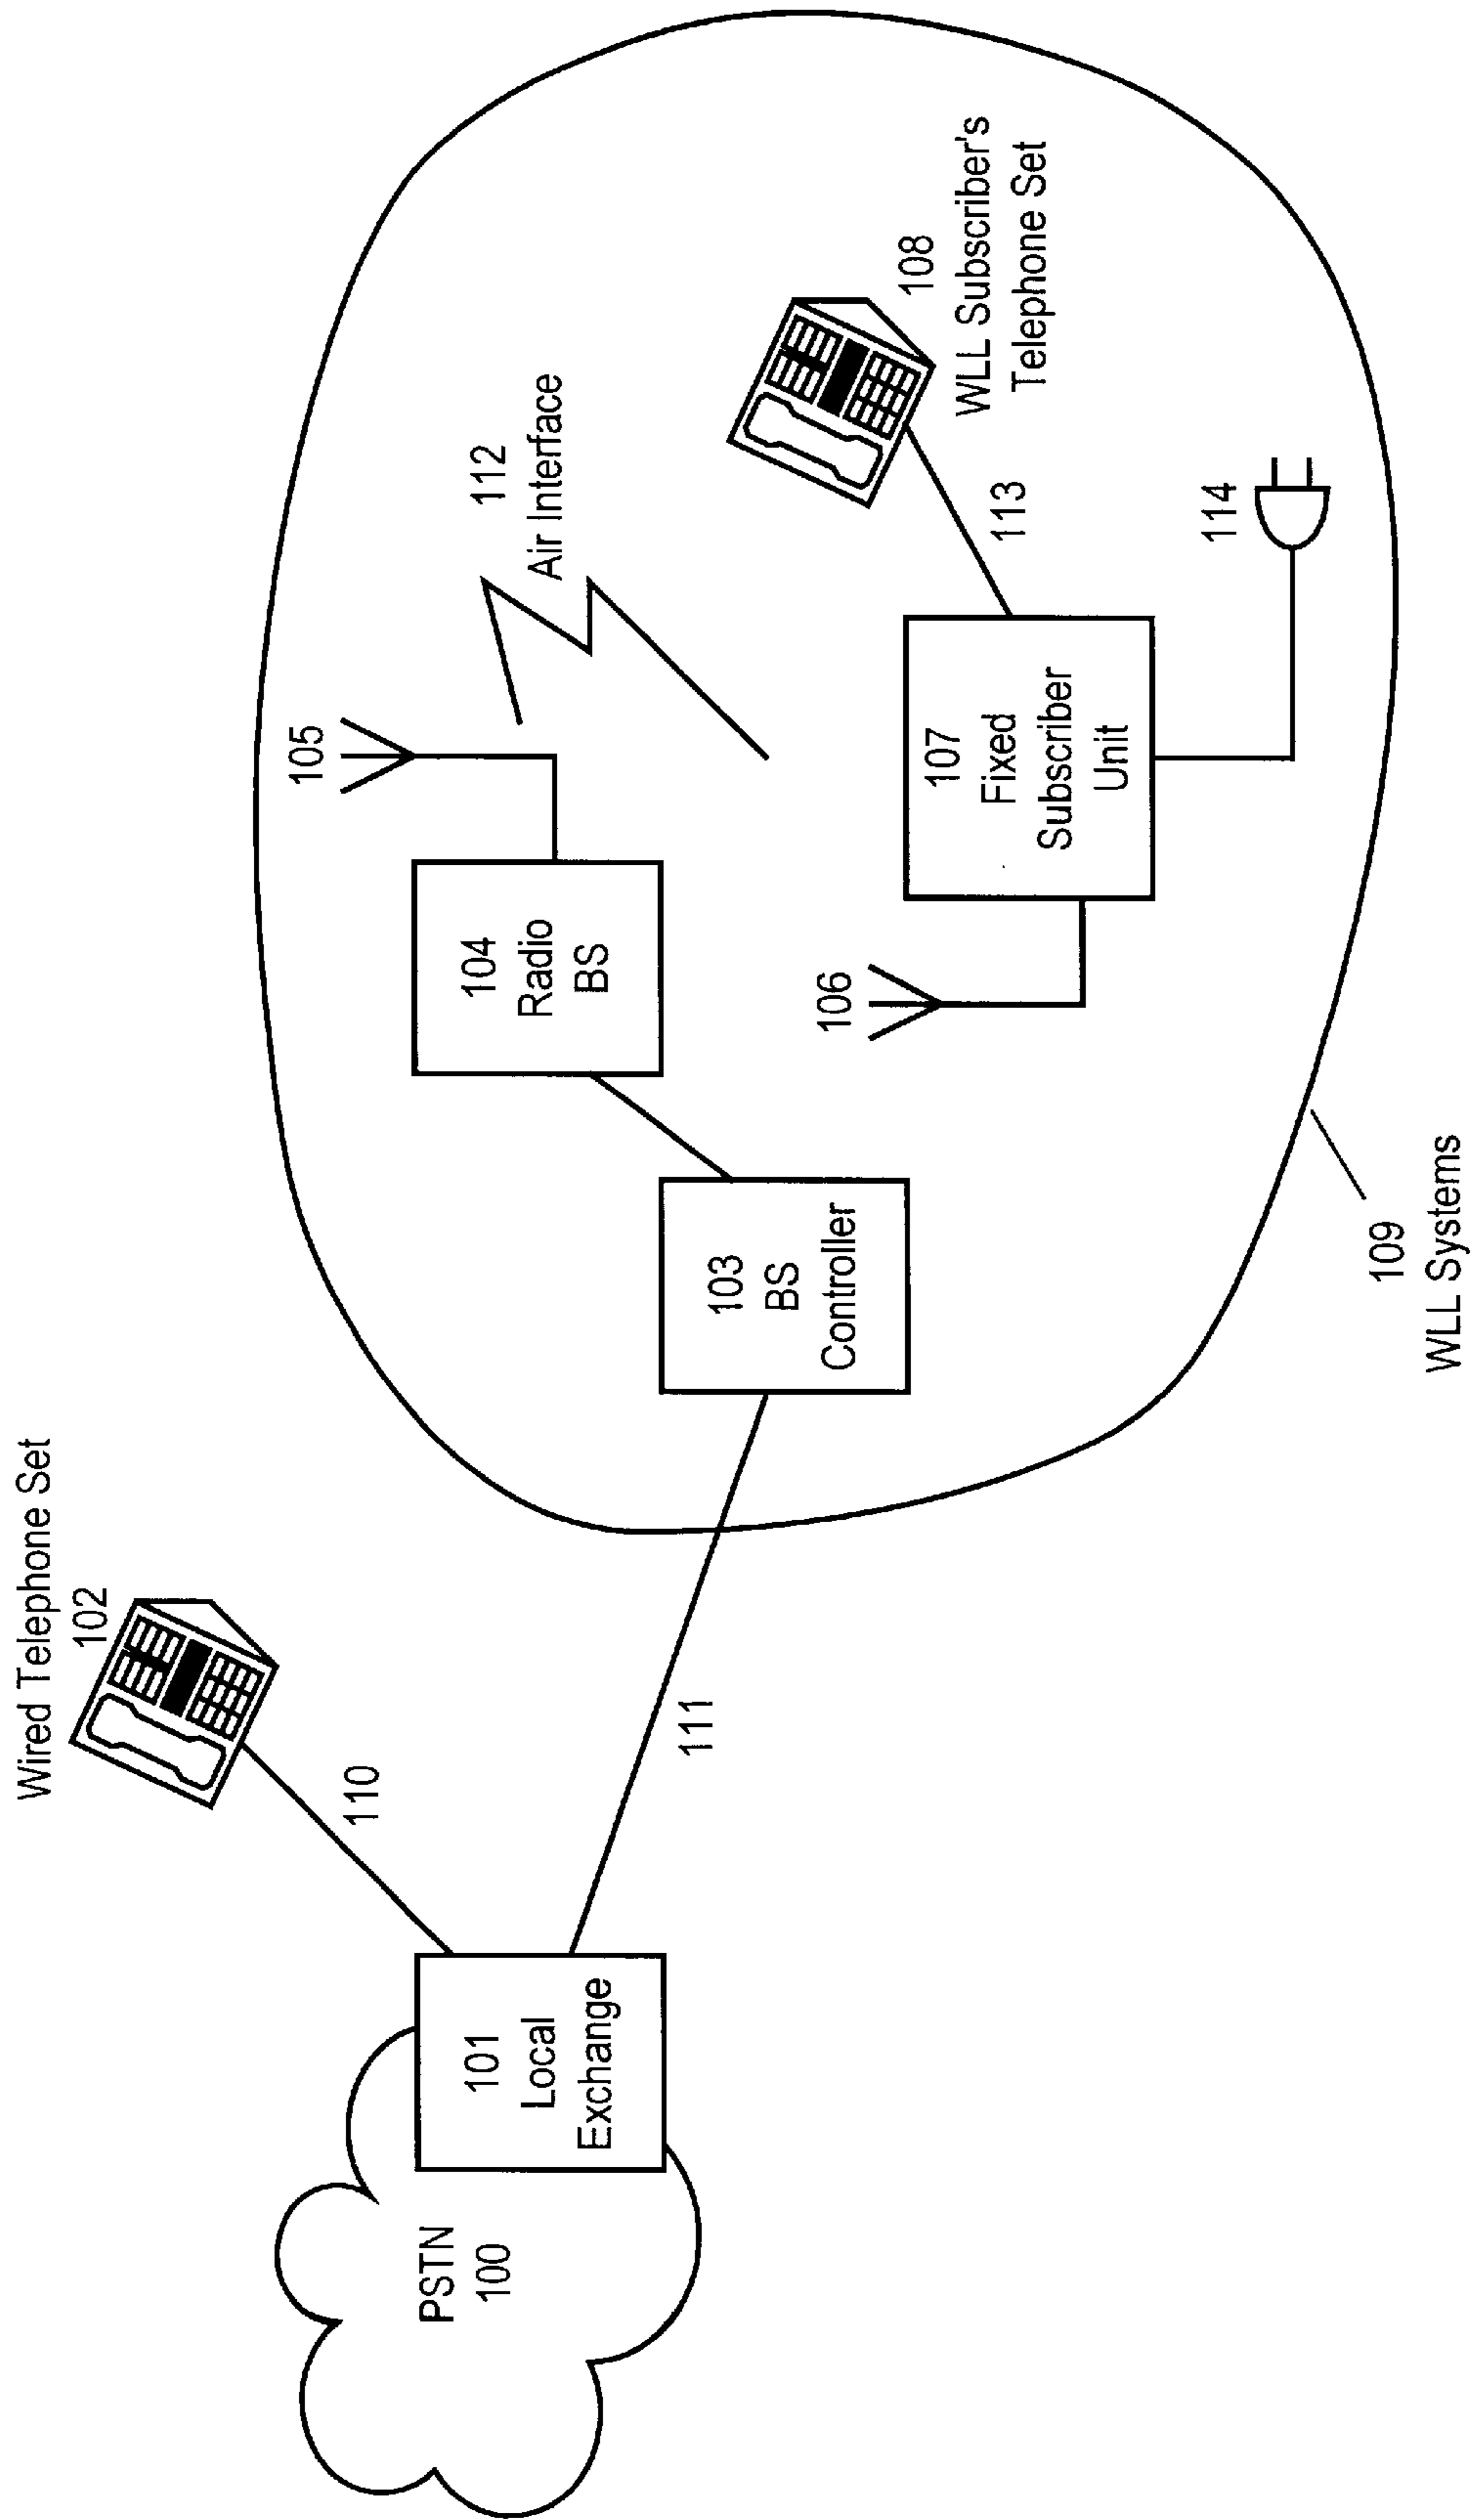 Wired Telephone Set
102
110
101
Local
Exchange
PSTN
100
111
103
BS
Controller
104
Radio
BS
105
112
Air Interface
106
107
Fixed
Subscriber
Unit
108
WLL Subscriber's
Telephone Set
113
114
109
WLL Systems